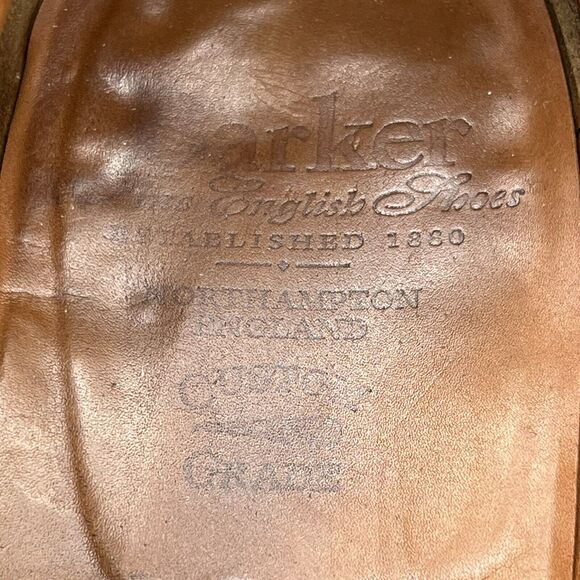 Barker
English Shoes
ESTABLISHED 1880
NORTHAMPTON
ENGLAND
CUSTOM
GRADE